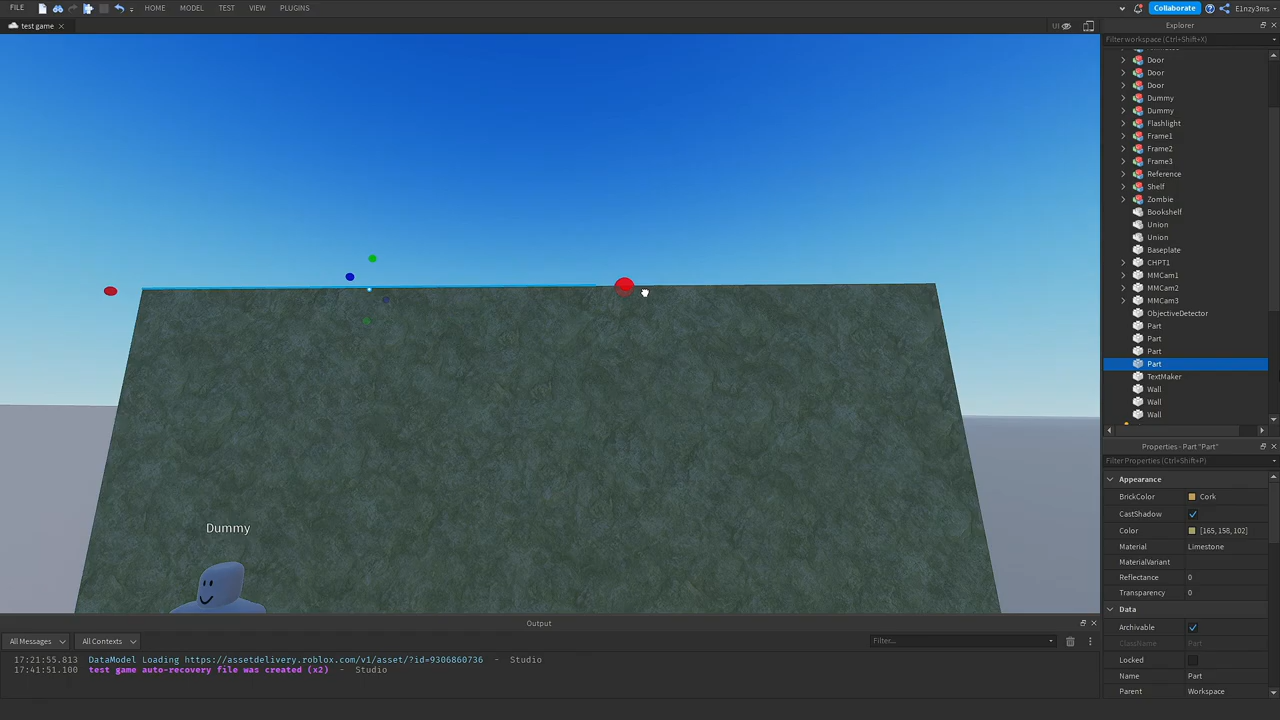 FILE HOME MODEL TEST VIEW PLUGINS Collaborate E1nzy3ms
test game UI Explorer
Filter workspace (Ctrl+Shift+X)
Door
Door
Door
Dummy
Dummy
Flashlight
Frame1
Frame2
Frame3
Reference
Shelf
Zombie
Bookshelf
Union
Union
Baseplate
CHPT1
MMCam1
MMCam2
MMCam3
ObjectiveDetector
Part
Part
Part
Part
TextMaker
Wall
Wall
Wall
Properties - Part "Part"
Filter Properties (Ctrl+Shift+P)
Appearance
BrickColor Cork
CastShadow
Color [165, 158, 102]
Material Limestone
MaterialVariant
Reflectance 0
Transparency 0
Data
Archivable
ClassName Part
Locked
Name Part
Parent Workspace
Dummy
Output
All Messages All Contexts Filter...
17:21:55.813 DataModel Loading https://assetdelivery.roblox.com/v1/asset/?id=9306860736 - Studio
17:41:51.100 test game auto-recovery file was created (x2) - Studio